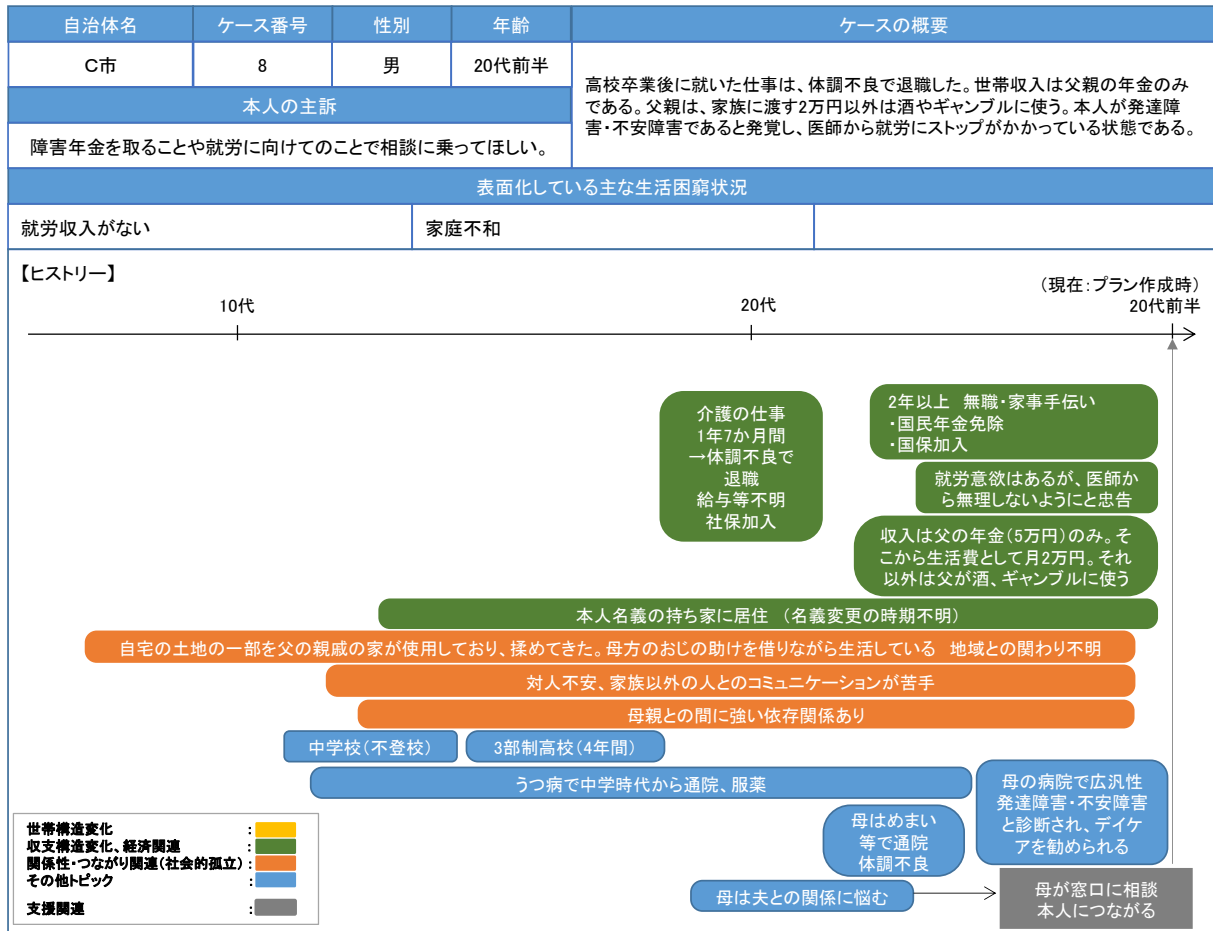 自治体名
ケース番号
性別
年齢
ケースの概要
C市
8
男
20代前半
高校卒業後に就いた仕事は、体調不良で退職した。世帯収入は父親の年金のみ
である。父親は、家族に渡す2万円以外は酒やギャンブルに使う。本人が発達障
害・不安障害であると発覚し、医師から就労にストップがかかっている状態である。
本人の主訴
障害年金を取ることや就労に向けてのことで相談に乗ってほしい。
表面化している主な生活困窮状況
就労収入がない
家庭不和
【ヒストリー】
(現在:プラン作成時)
10代
20代
20代前半
介護の仕事
1年7か月間
→体調不良で
退職
給与等不明
社保加入
2年以上 無職・家事手伝い
・国民年金免除
・国保加入
就労意欲はあるが、医師か
ら無理しないようにと忠告
収入は父の年金(5万円)のみ。そ
こから生活費として月2万円。それ
以外は父が酒、ギャンブルに使う
本人名義の持ち家に居住 (名義変更の時期不明)
自宅の土地の一部を父の親戚の家が使用しており、揉めてきた。母方のおじの助けを借りながら生活している 地域との関わり不明
対人不安、家族以外の人とのコミュニケーションが苦手
母親との間に強い依存関係あり
中学校(不登校)
3部制高校(4年間)
うつ病で中学時代から通院、服薬
母の病院で広汎性
発達障害・不安障害
と診断され、デイケ
アを勧められる
母はめまい
等で通院
体調不良
母は夫との関係に悩む
母が窓口に相談
本人につながる
世帯構造変化 :
収支構造変化、経済関連 :
関係性・つながり関連(社会的孤立) :
その他トピック :
支援関連 :